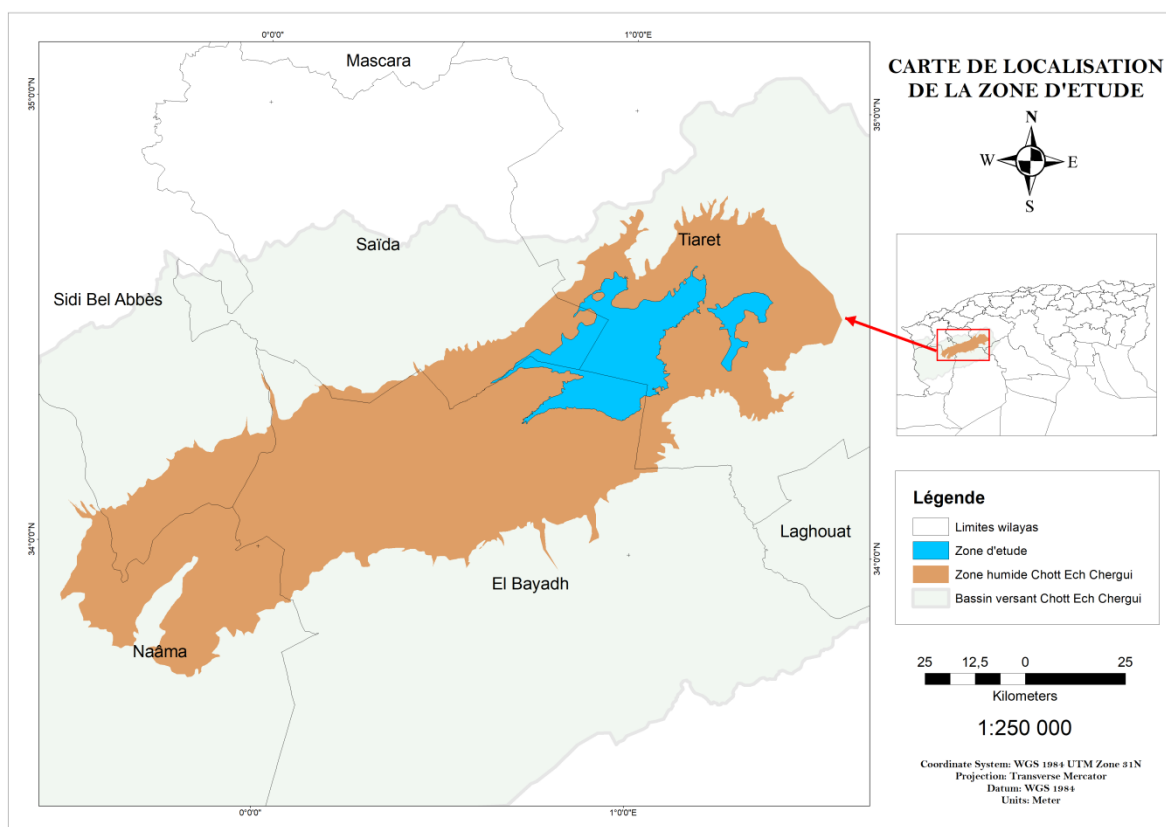 0°0'0"
1°0'0"E
35°0'0"N
35°0'0"N
Mascara
Saïda
Tiaret
Sidi Bel Abbès
34°0'0"N
34°0'0"N
Laghouat
El Bayadh
Naâma
0°0'0"
1°0'0"E
CARTE DE LOCALISATION
DE LA ZONE D'ETUDE
N
W E
S
Légende
Limites wilayas
Zone d'etude
Zone humide Chott Ech Chergui
Bassin versant Chott Ech Chergui
25 12,5 0 25
Kilometers
1:250 000
Coordinate System: WGS 1984 UTM Zone 31N
Projection: Transverse Mercator
Datum: WGS 1984
Units: Meter